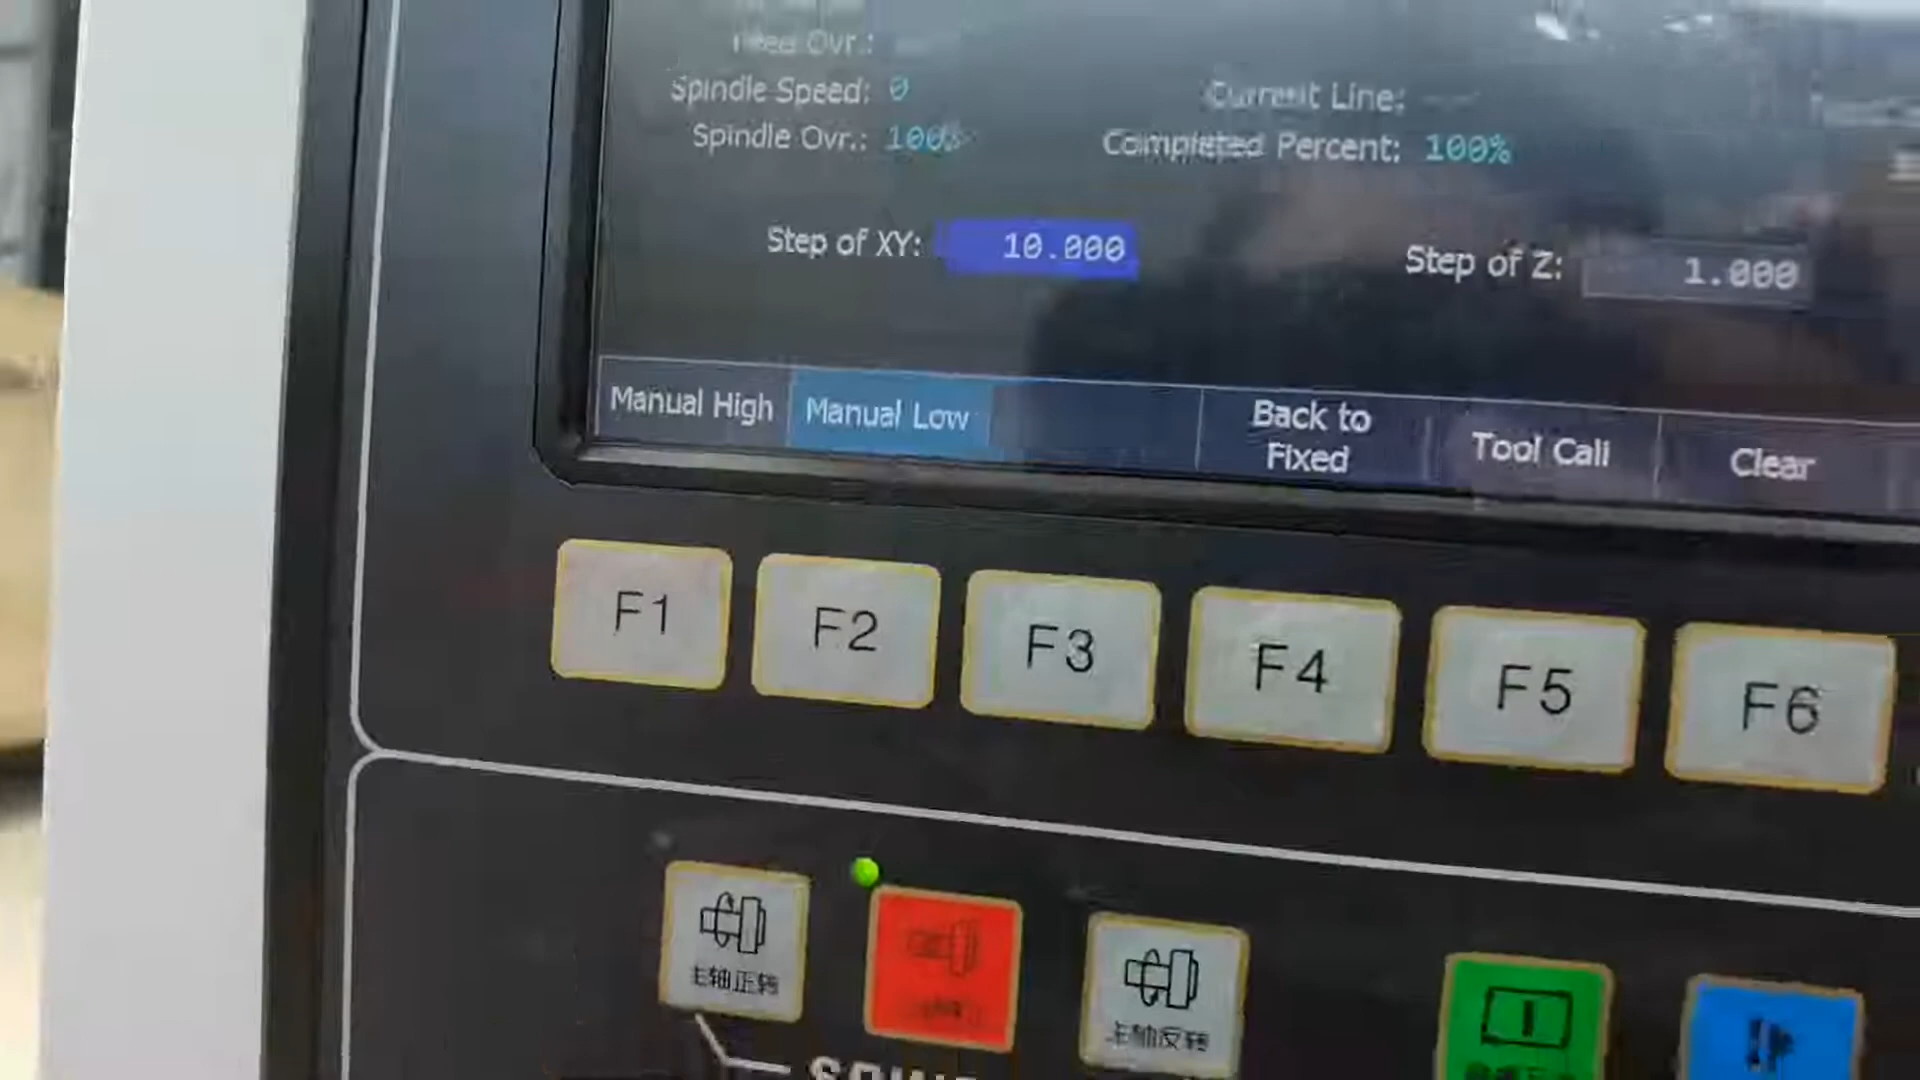 Feed Ovr.:
Spindle Speed: 0
Spindle Ovr.: 100%
Current Line:
Completed Percent: 100%
Step of XY: 10.000
Step of Z: 1.000
Manual High
Manual Low
Back to
Fixed
Tool Call
Clear
F1
F2
F3
F4
F5
F6
主轴正转
主轴反转